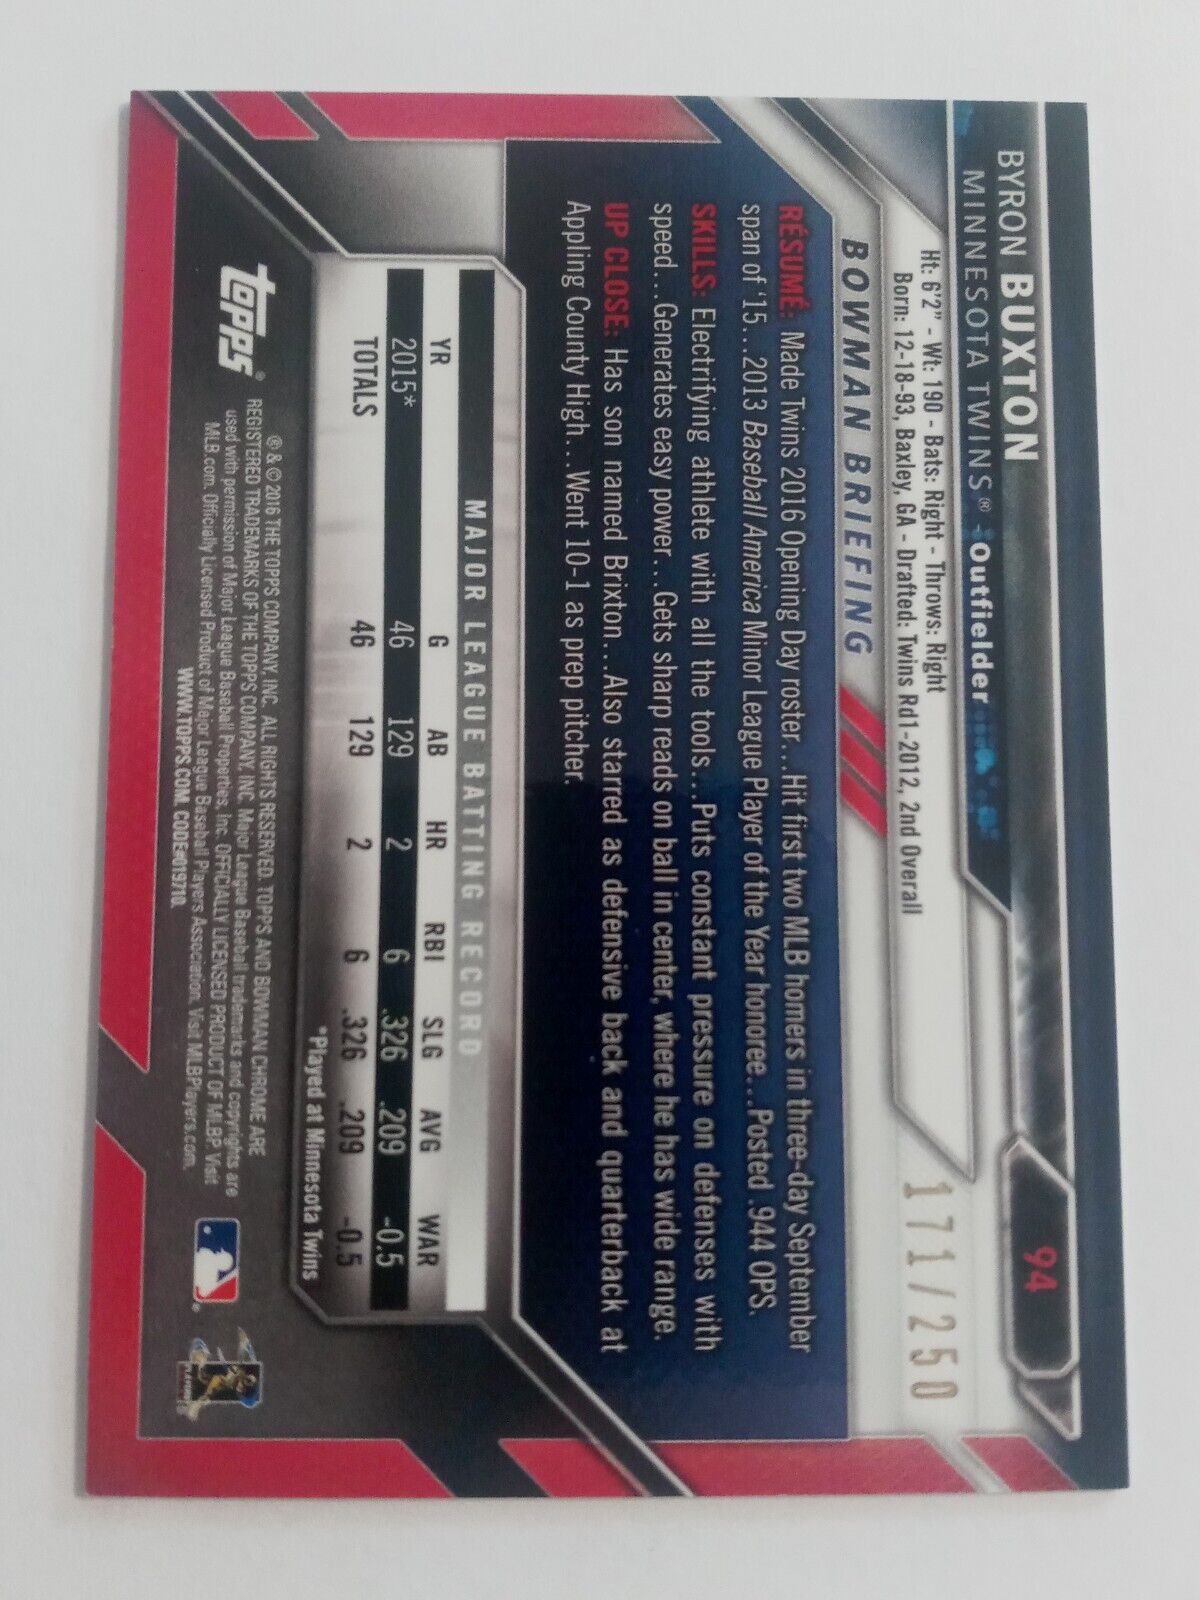 BYRON BUXTON
94
MINNESOTA TWINS® Outfielder
Ht: 6'2" - Wt: 190 - Bats: Right - Throws: Right
Born: 12-18-93, Baxley, GA - Drafted: Twins Rd1-2012, 2nd Overall
171/250
BOWMAN BRIEFING
RÉSUMÉ: Made Twins 2016 Opening Day roster...Hit first two MLB homers in three-day September
span of '15...2013 Baseball America Minor League Player of the Year honoree...Posted .944 OPS.
SKILLS: Electrifying athlete with all the tools...Puts constant pressure on defenses with
speed...Generates easy power...Gets sharp reads on ball in center, where he has wide range.
UP CLOSE: Has son named Brixton...Also starred as defensive back and quarterback at
Appling County High...Went 10-1 as prep pitcher.
MAJOR LEAGUE BATTING RECORD
YR G AB HR RBI SLG AVG WAR
2015* 46 129 2 6 .326 .209 -0.5
TOTALS 46 129 2 6 .326 .209 -0.5
*Played at Minnesota Twins
topps®
® & © 2016 THE TOPPS COMPANY, INC. ALL RIGHTS RESERVED. TOPPS AND BOWMAN CHROME ARE
REGISTERED TRADEMARKS OF THE TOPPS COMPANY, INC. Major League Baseball trademarks and copyrights are
used with permission of Major League Baseball Properties, Inc. OFFICIALLY LICENSED PRODUCT OF MLBP. Visit
MLB.com. Officially Licensed Product of Major League Baseball Players Association. Visit MLBPlayers.com.
WWW.TOPPS.COM. CODE#019710.